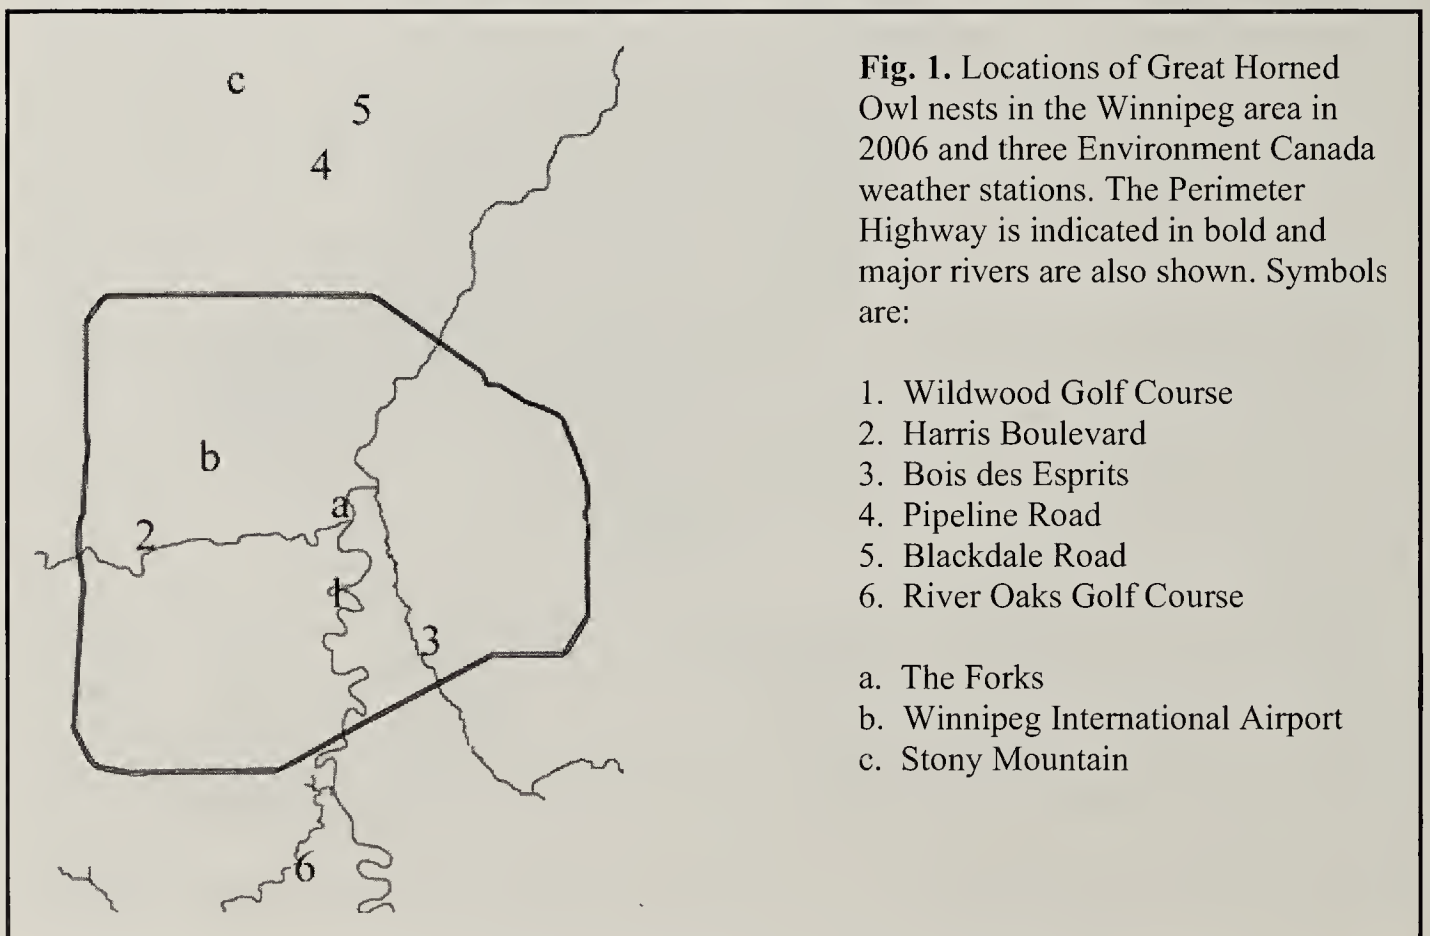 c
5
4
b
a
2
1
3
6
Fig. 1. Locations of Great Horned
Owl nests in the Winnipeg area in
2006 and three Environment Canada
weather stations. The Perimeter
Highway is indicated in bold and
major rivers are also shown. Symbols
are:
1. Wildwood Golf Course
2. Harris Boulevard
3. Bois des Esprits
4. Pipeline Road
5. Blackdale Road
6. River Oaks Golf Course
a. The Forks
b. Winnipeg International Airport
c. Stony Mountain